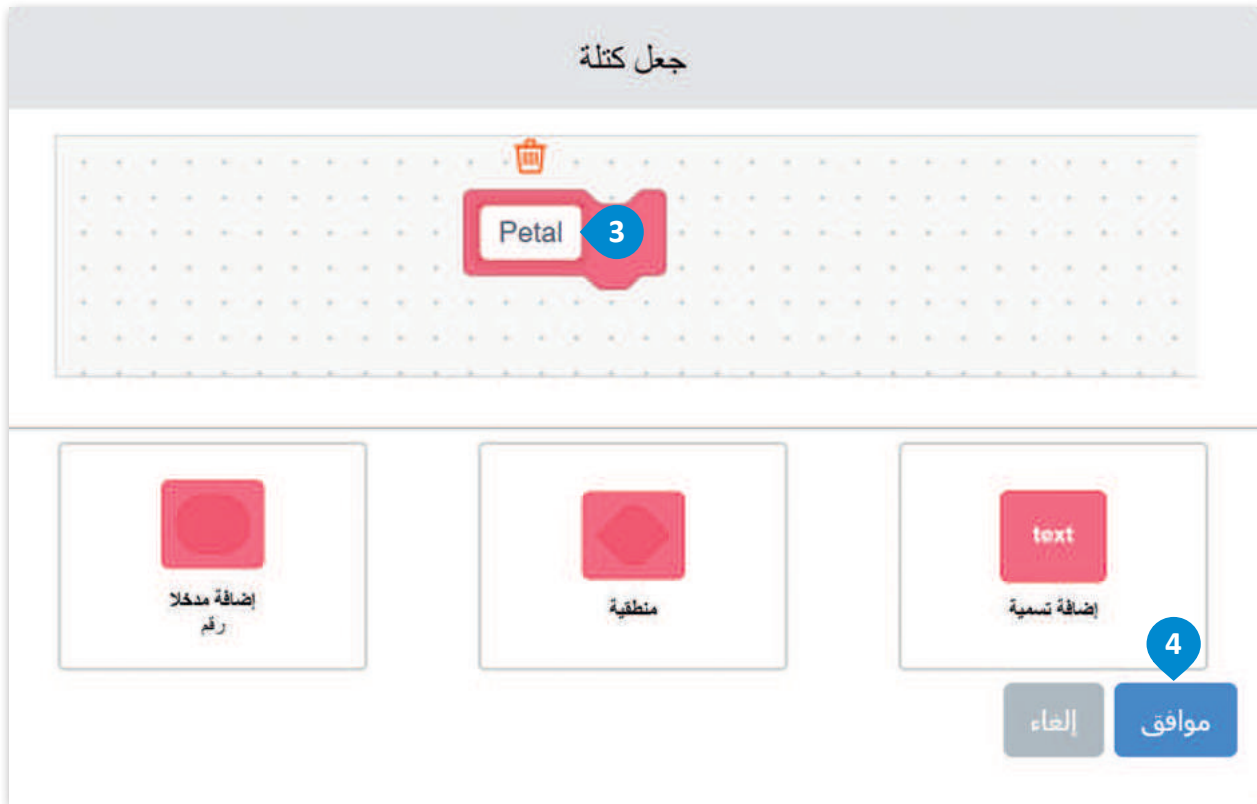 جعل كتلة
Petal
3
text
إضافة تسمية
منطقية
إضافة مدخلا
رقم
4
موافق
إلغاء